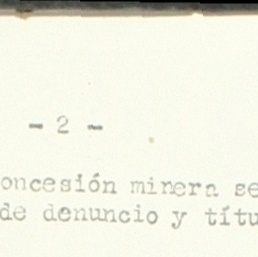 - 2 -
oncesión minera se
de denuncio y títu